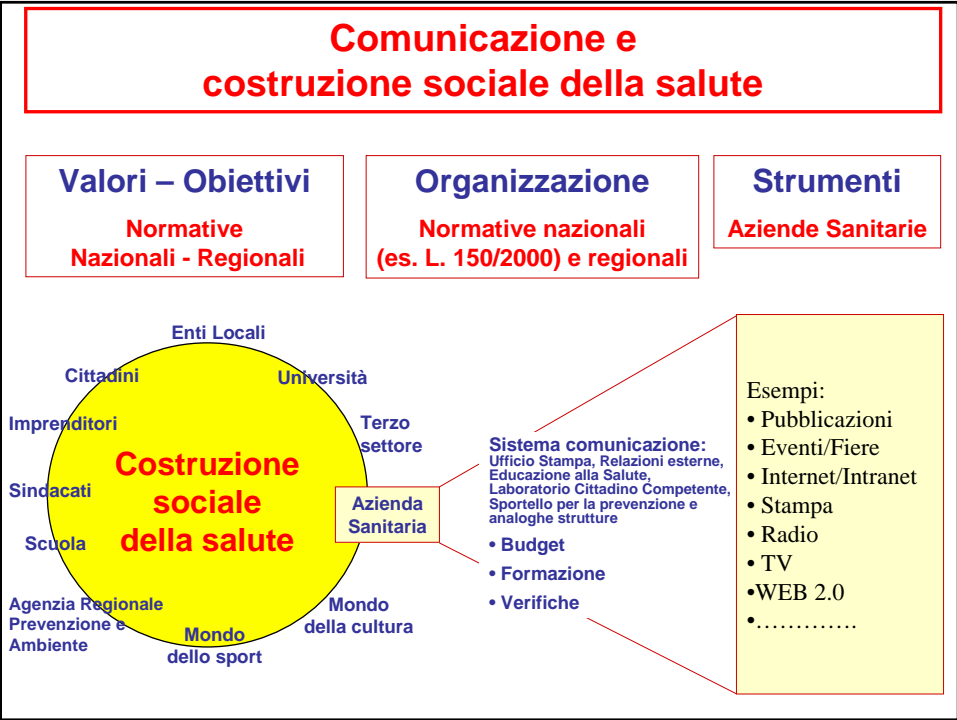 Comunicazione e
costruzione sociale della salute
Valori – Obiettivi
Normative
Nazionali - Regionali
Organizzazione
Normative nazionali
(es. L. 150/2000) e regionali
Strumenti
Aziende Sanitarie
Enti Locali
Cittadini
Università
Imprenditori
Terzo
settore
Sindacati
Costruzione
sociale
della salute
Azienda
Sanitaria
Scuola
Agenzia Regionale
Prevenzione e
Ambiente
Mondo
dello sport
Mondo
della cultura
Sistema comunicazione:
Ufficio Stampa, Relazioni esterne,
Educazione alla Salute,
Laboratorio Cittadino Competente,
Sportello per la prevenzione e
analoghe strutture
• Budget
• Formazione
• Verifiche
Esempi:
• Pubblicazioni
• Eventi/Fiere
• Internet/Intranet
• Stampa
• Radio
• TV
•WEB 2.0
•………….